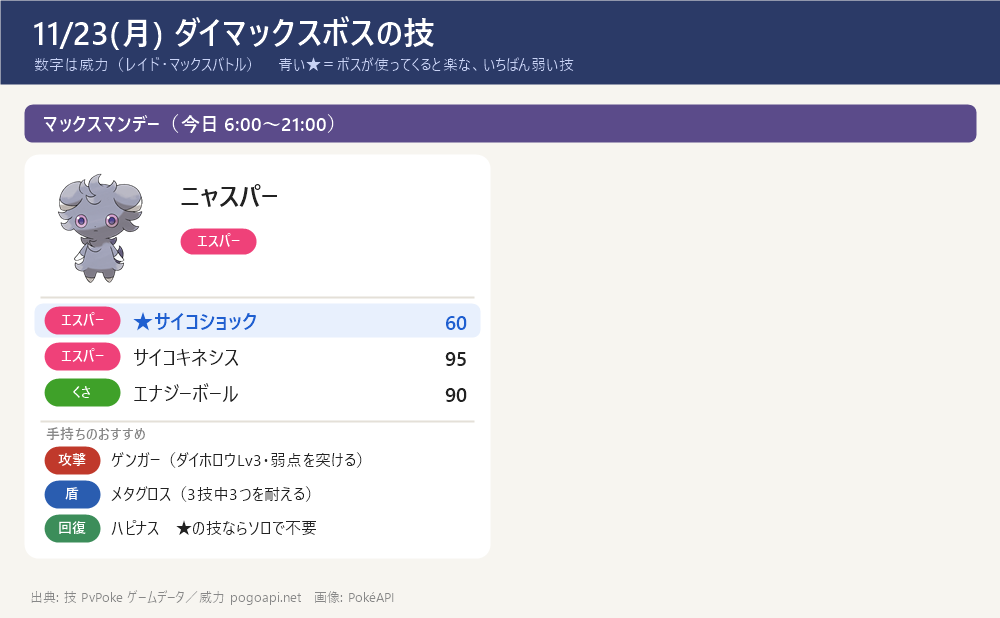 11/23(月) ダイマックスボスの技
数字は威力（レイド・マックスバトル）　青い★＝ボスが使ってくると楽な、いちばん弱い技
マックスマンデー（今日 6:00〜21:00）
ニャスパー
エスパー
エスパー ★サイコショック 60
エスパー サイコキネシス 95
くさ エナジーボール 90
手持ちのおすすめ
攻撃 ゲンガー（ダイホロウLv3・弱点を突ける）
盾 メタグロス（3技中3つを耐える）
回復 ハピナス　★の技ならソロで不要
出典: 技 PvPoke ゲームデータ／威力 pogoapi.net　画像: PokéAPI